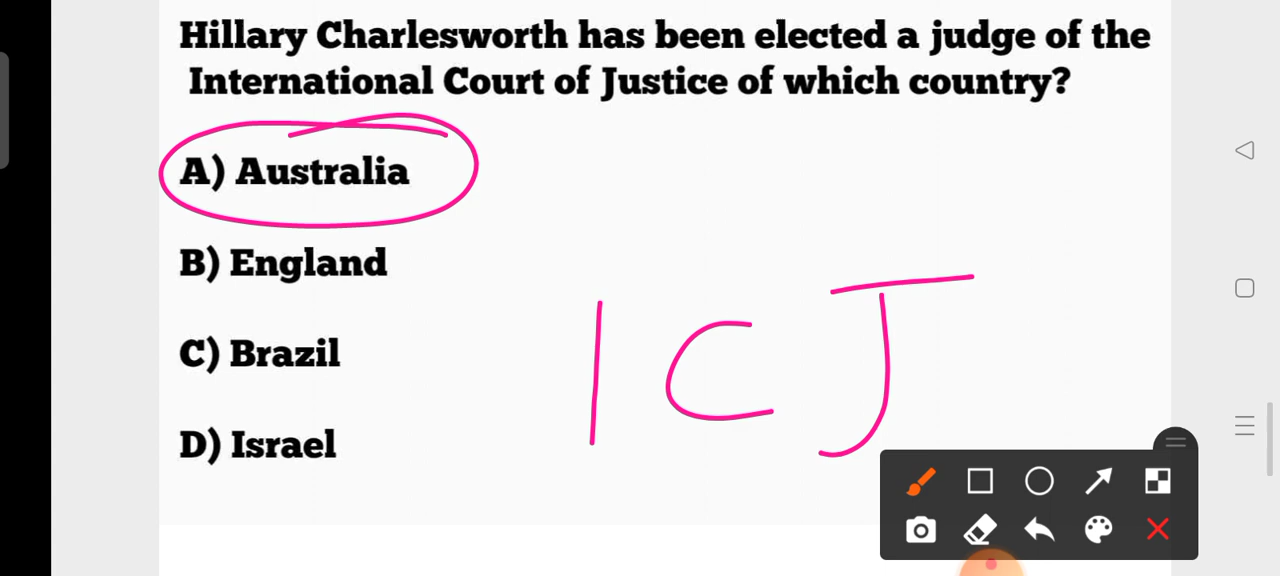 Hillary Charlesworth has been elected a judge of the
International Court of Justice of which country?
A) Australia
B) England
C) Brazil
D) Israel
ICJ